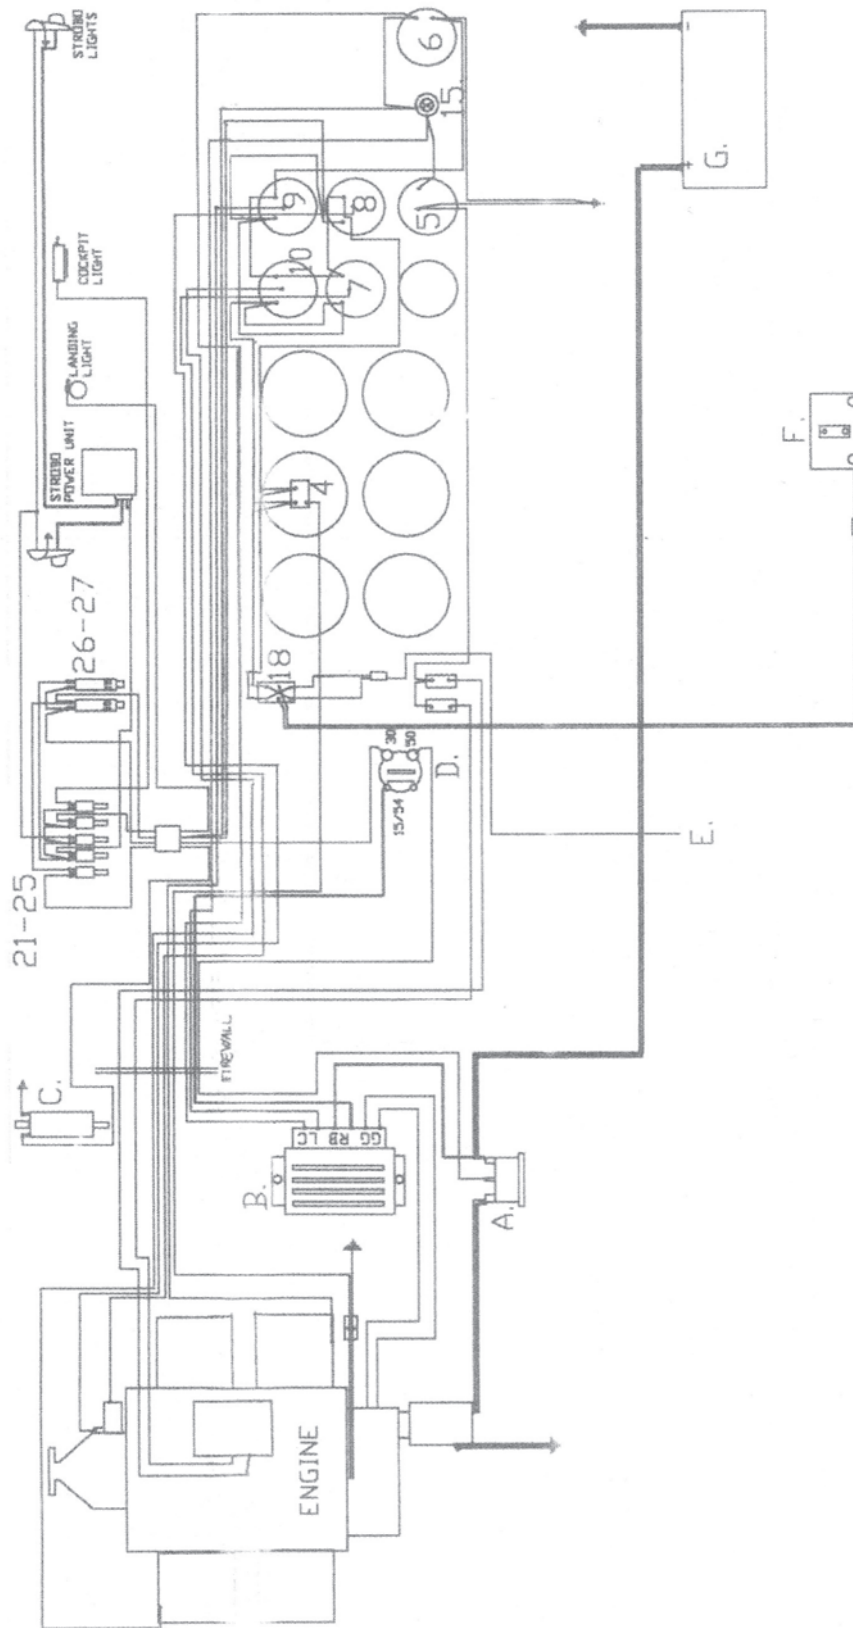 STROBO
LIGHTS
COCKPIT
LIGHT
LANDING
LIGHT
STROBO
POWER UNIT
26-27
21-25
6
15.
9
8
5
10
7
4
18
30
50
15/54
D.
E.
F.
G.
FIREWALL
C.
B.
LC
RB
GG
A.
ENGINE
-
+